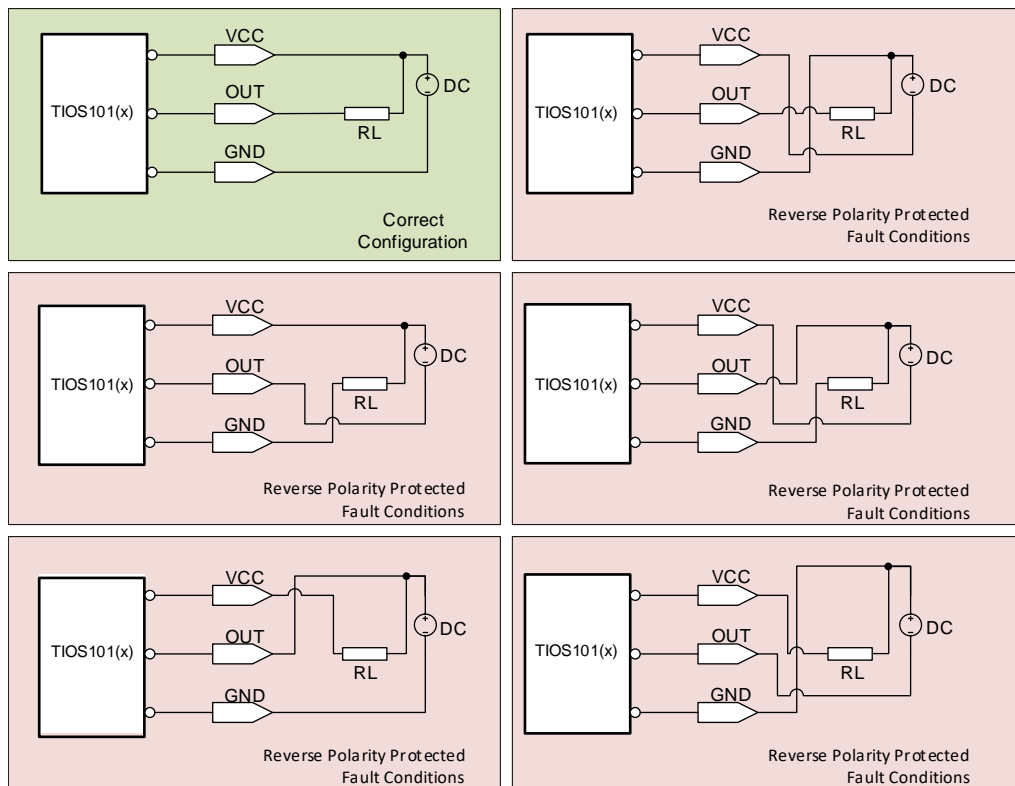 VCC
OUT
TIOS101(x)
DC
RL
GND
Correct
Configuration
VCC
OUT
TIOS101(x)
DC
RL
GND
Reverse Polarity Protected
Fault Conditions
VCC
OUT
TIOS101(x)
DC
RL
GND
Reverse Polarity Protected
Fault Conditions
VCC
OUT
TIOS101(x)
DC
RL
GND
Reverse Polarity Protected
Fault Conditions
VCC
OUT
TIOS101(x)
DC
RL
GND
Reverse Polarity Protected
Fault Conditions
VCC
OUT
TIOS101(x)
DC
RL
GND
Reverse Polarity Protected
Fault Conditions